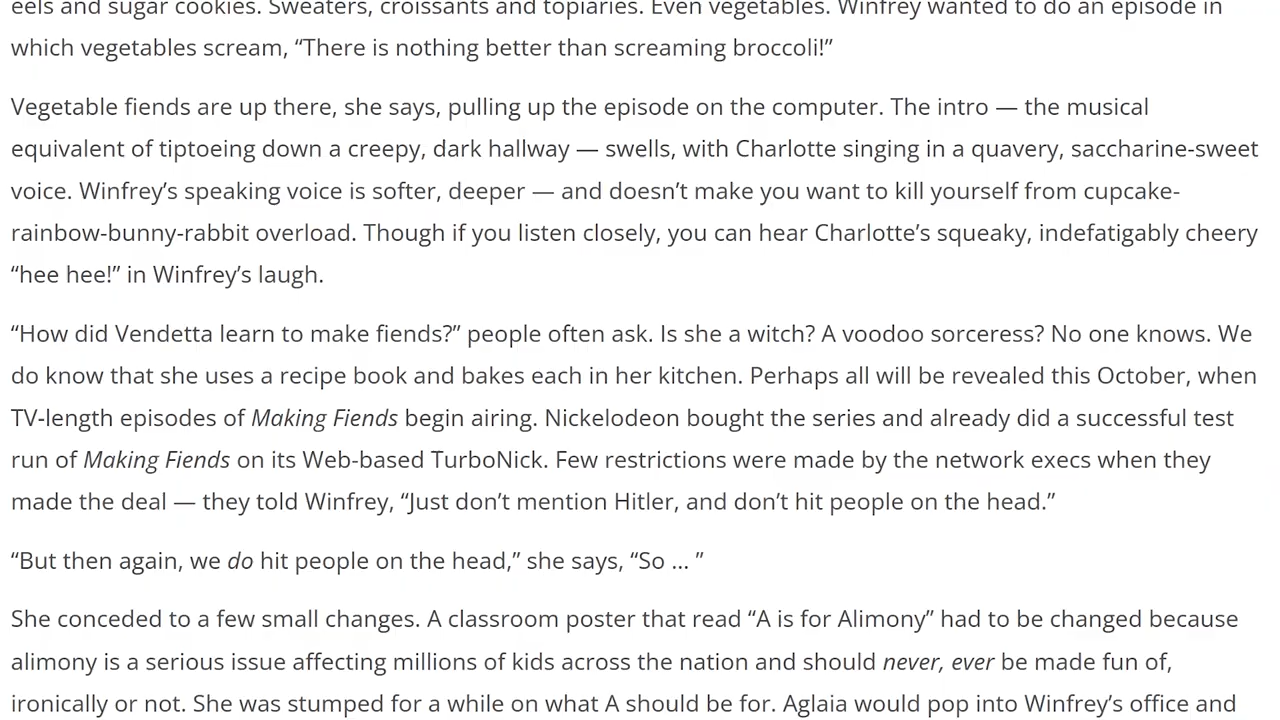 eels and sugar cookies. Sweaters, croissants and topiaries. Even vegetables. Winfrey wanted to do an episode in
which vegetables scream, “There is nothing better than screaming broccoli!”
Vegetable fiends are up there, she says, pulling up the episode on the computer. The intro — the musical
equivalent of tiptoeing down a creepy, dark hallway — swells, with Charlotte singing in a quavery, saccharine-sweet
voice. Winfrey’s speaking voice is softer, deeper — and doesn’t make you want to kill yourself from cupcake-
rainbow-bunny-rabbit overload. Though if you listen closely, you can hear Charlotte’s squeaky, indefatigably cheery
“hee hee!” in Winfrey’s laugh.
“How did Vendetta learn to make fiends?” people often ask. Is she a witch? A voodoo sorceress? No one knows. We
do know that she uses a recipe book and bakes each in her kitchen. Perhaps all will be revealed this October, when
TV-length episodes of Making Fiends begin airing. Nickelodeon bought the series and already did a successful test
run of Making Fiends on its Web-based TurboNick. Few restrictions were made by the network execs when they
made the deal — they told Winfrey, “Just don’t mention Hitler, and don’t hit people on the head.”
“But then again, we do hit people on the head,” she says, “So … ”
She conceded to a few small changes. A classroom poster that read “A is for Alimony” had to be changed because
alimony is a serious issue affecting millions of kids across the nation and should never, ever be made fun of,
ironically or not. She was stumped for a while on what A should be for. Aglaia would pop into Winfrey’s office and